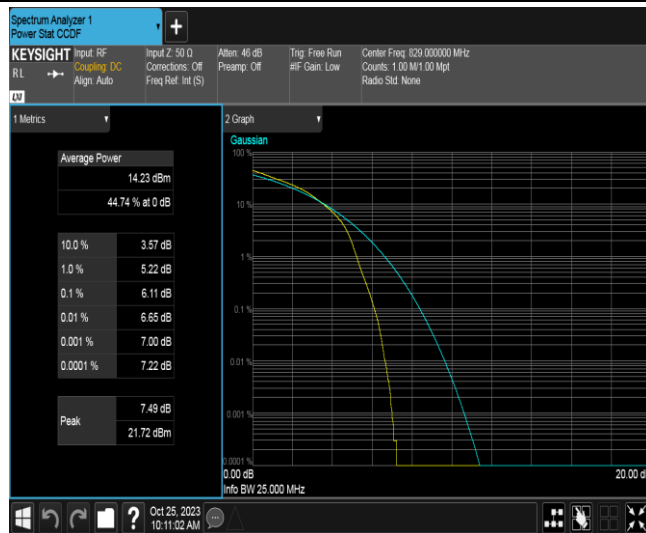 Spectrum Analyzer 1
Power Stat CCDF
KEYSIGHT
RL
Input: RF
Coupling: DC
Align: Auto
Input Z: 50 Ω
Corrections: Off
Freq Ref: Int (S)
Atten: 46 dB
Preamp: Off
Trig: Free Run
#IF Gain: Low
Center Freq: 829.000000 MHz
Counts: 1.00 M/1.00 Mpt
Radio Std: None
1 Metrics
Average Power
14.23 dBm
44.74 % at 0 dB
10.0 % 3.57 dB
1.0 % 5.22 dB
0.1 % 6.11 dB
0.01 % 6.65 dB
0.001 % 7.00 dB
0.0001 % 7.22 dB
Peak
7.49 dB
21.72 dBm
2 Graph
Gaussian
100 %
10 %
1 %
0.1 %
0.01 %
0.001 %
0.0001 %
0.00 dB
20.00 d
Info BW 25.000 MHz
?
Oct 25, 2023
10:11:02 AM